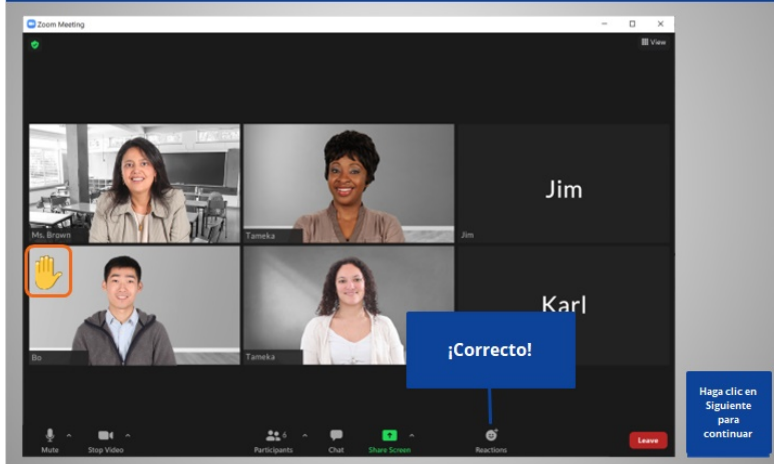 Zoom Meeting
View
Ms. Brown
Tameka
Jim
Jim
Bo
Tameka
Karl
¡Correcto!
Haga clic en
Siguiente
para
continuar
Mute
Stop Video
6
Participants
Chat
Share Screen
Reactions
Leave